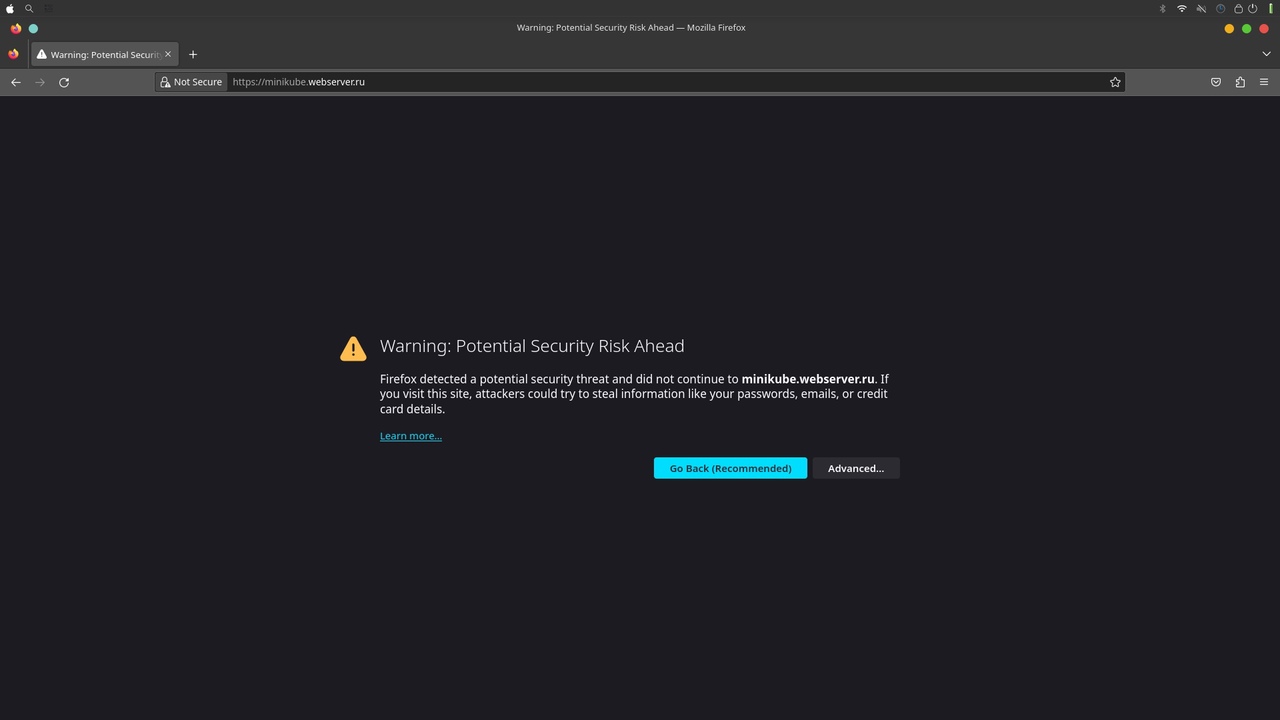 Warning: Potential Security Risk Ahead — Mozilla Firefox
Warning: Potential Securit
Not Secure
https://minikube.webserver.ru
Warning: Potential Security Risk Ahead
Firefox detected a potential security threat and did not continue to minikube.webserver.ru. If
you visit this site, attackers could try to steal information like your passwords, emails, or credit
card details.
Learn more...
Go Back (Recommended)
Advanced...